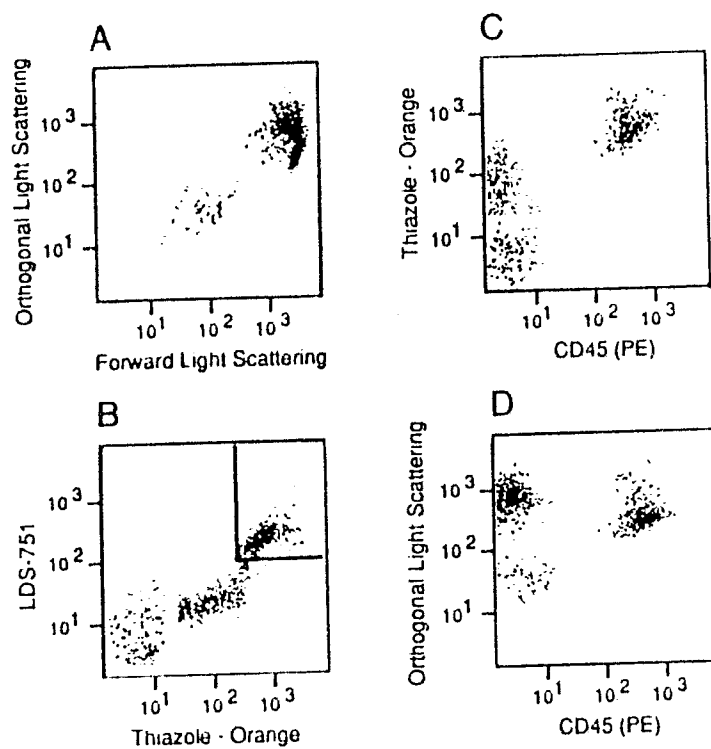 A
Orthogonal Light Scattering
10³
10²
10¹
10¹ 10² 10³
Forward Light Scattering
B
LDS-751
10³
10²
10¹
10¹ 10² 10³
Thiazole - Orange
C
Thiazole - Orange
10³
10²
10¹
10¹ 10² 10³
CD45 (PE)
D
Orthogonal Light Scattering
10³
10²
10¹
10¹ 10² 10³
CD45 (PE)